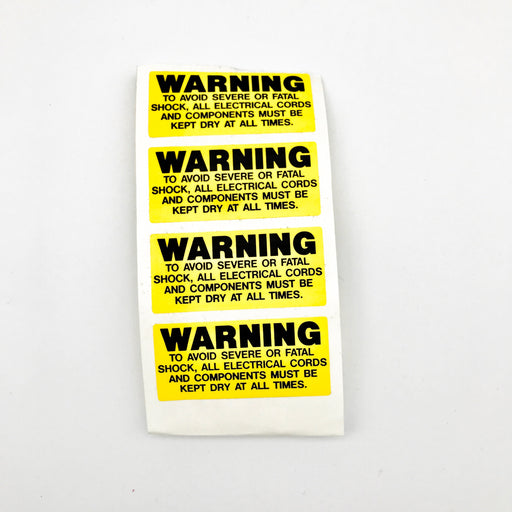 WARNING
TO AVOID SEVERE OR FATAL
SHOCK, ALL ELECTRICAL CORDS
AND COMPONENTS MUST BE
KEPT DRY AT ALL TIMES.
WARNING
TO AVOID SEVERE OR FATAL
SHOCK, ALL ELECTRICAL CORDS
AND COMPONENTS MUST BE
KEPT DRY AT ALL TIMES.
WARNING
TO AVOID SEVERE OR FATAL
SHOCK, ALL ELECTRICAL CORDS
AND COMPONENTS MUST BE
KEPT DRY AT ALL TIMES.
WARNING
TO AVOID SEVERE OR FATAL
SHOCK, ALL ELECTRICAL CORDS
AND COMPONENTS MUST BE
KEPT DRY AT ALL TIMES.